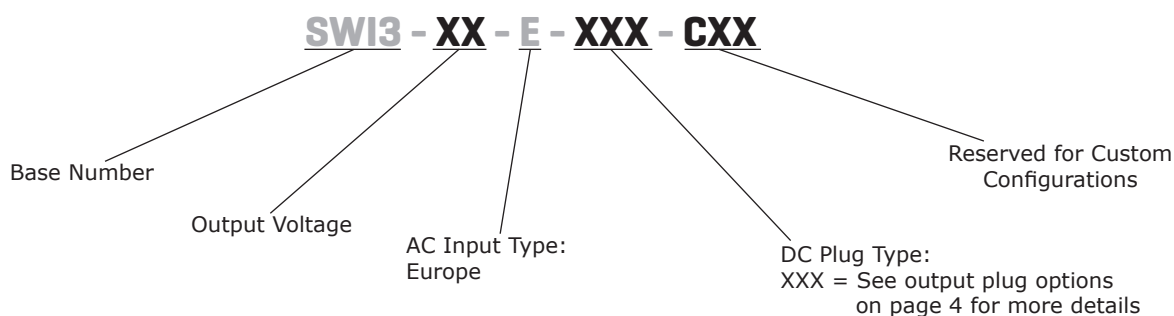 SWI3 - XX - E - XXX - CXX
Base Number
Output Voltage
AC Input Type:
Europe
DC Plug Type:
XXX = See output plug options
on page 4 for more details
Reserved for Custom
Configurations